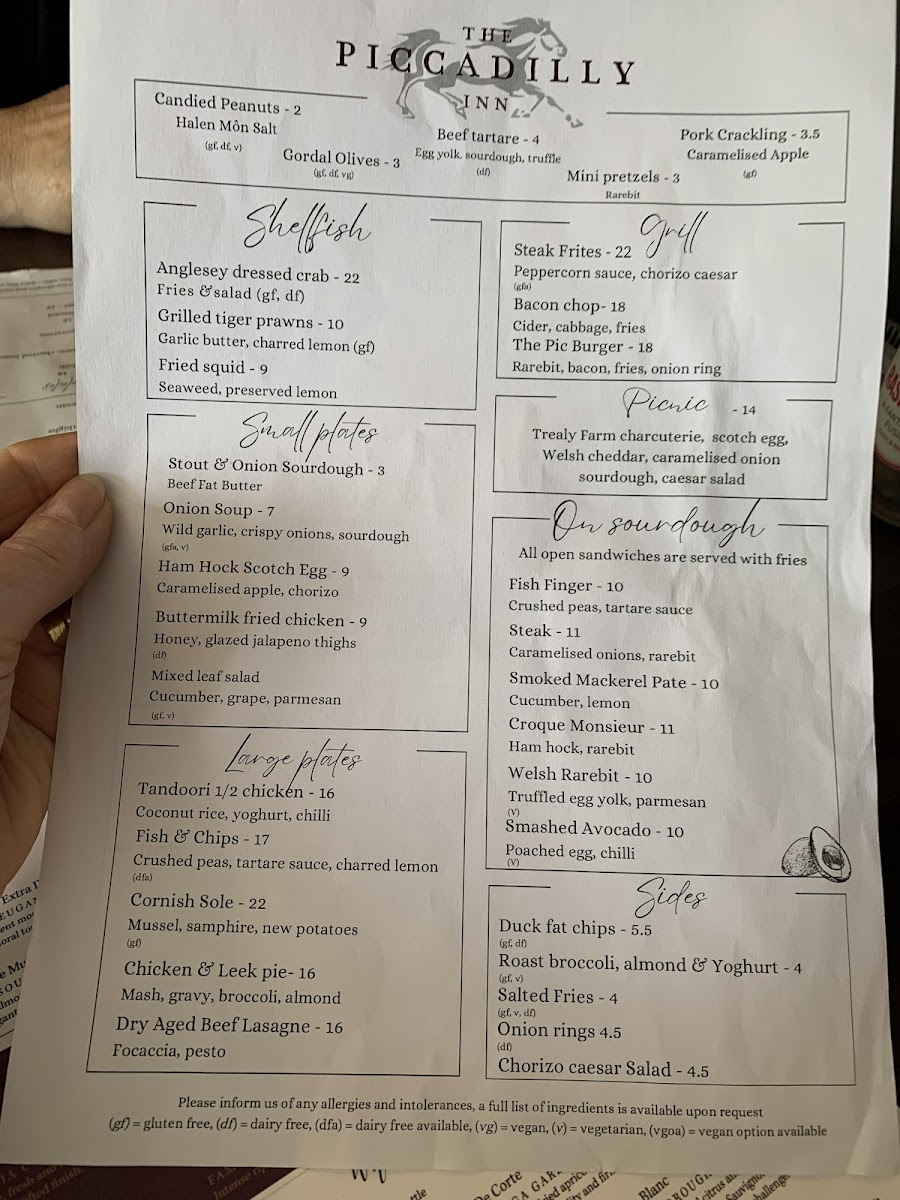 THE
PICCADILLY
INN
Candied Peanuts - 2
Halen Môn Salt
(gf, df, v)
Gordal Olives - 3
(gf, df, vg)
Beef tartare - 4
Egg yolk, sourdough, truffle
(df)
Mini pretzels - 3
Rarebit
Pork Crackling - 3.5
Caramelised Apple
(gf)
Shellfish
Anglesey dressed crab - 22
Fries & salad (gf, df)
Grilled tiger prawns - 10
Garlic butter, charred lemon (gf)
Fried squid - 9
Seaweed, preserved lemon
Small plates
Stout & Onion Sourdough - 3
Beef Fat Butter
Onion Soup - 7
Wild garlic, crispy onions, sourdough
(gfa, v)
Ham Hock Scotch Egg - 9
Caramelised apple, chorizo
Buttermilk fried chicken - 9
Honey, glazed jalapeno thighs
(df)
Mixed leaf salad
Cucumber, grape, parmesan
(gf, v)
Large plates
Tandoori 1/2 chicken - 16
Coconut rice, yoghurt, chilli
Fish & Chips - 17
Crushed peas, tartare sauce, charred lemon
(dfa)
Cornish Sole - 22
Mussel, samphire, new potatoes
(gf)
Chicken & Leek pie- 16
Mash, gravy, broccoli, almond
Dry Aged Beef Lasagne - 16
Focaccia, pesto
Grill
Steak Frites - 22
Peppercorn sauce, chorizo caesar
(gfa)
Bacon chop- 18
Cider, cabbage, fries
The Pic Burger - 18
Rarebit, bacon, fries, onion ring
Picnic - 14
Trealy Farm charcuterie, scotch egg,
Welsh cheddar, caramelised onion
sourdough, caesar salad
On sourdough
All open sandwiches are served with fries
Fish Finger - 10
Crushed peas, tartare sauce
Steak - 11
Caramelised onions, rarebit
Smoked Mackerel Pate - 10
Cucumber, lemon
Croque Monsieur - 11
Ham hock, rarebit
Welsh Rarebit - 10
Truffled egg yolk, parmesan
(V)
Smashed Avocado - 10
Poached egg, chilli
(V)
Sides
Duck fat chips - 5.5
(gf, df)
Roast broccoli, almond & Yoghurt - 4
(gf, v)
Salted Fries - 4
(gf, v, df)
Onion rings 4.5
(df)
Chorizo caesar Salad - 4.5
Please inform us of any allergies and intolerances, a full list of ingredients is available upon request
(gf) = gluten free, (df) = dairy free, (dfa) = dairy free available, (vg) = vegan, (v) = vegetarian, (vgoa) = vegan option available
Extra
De Corte
Blanc